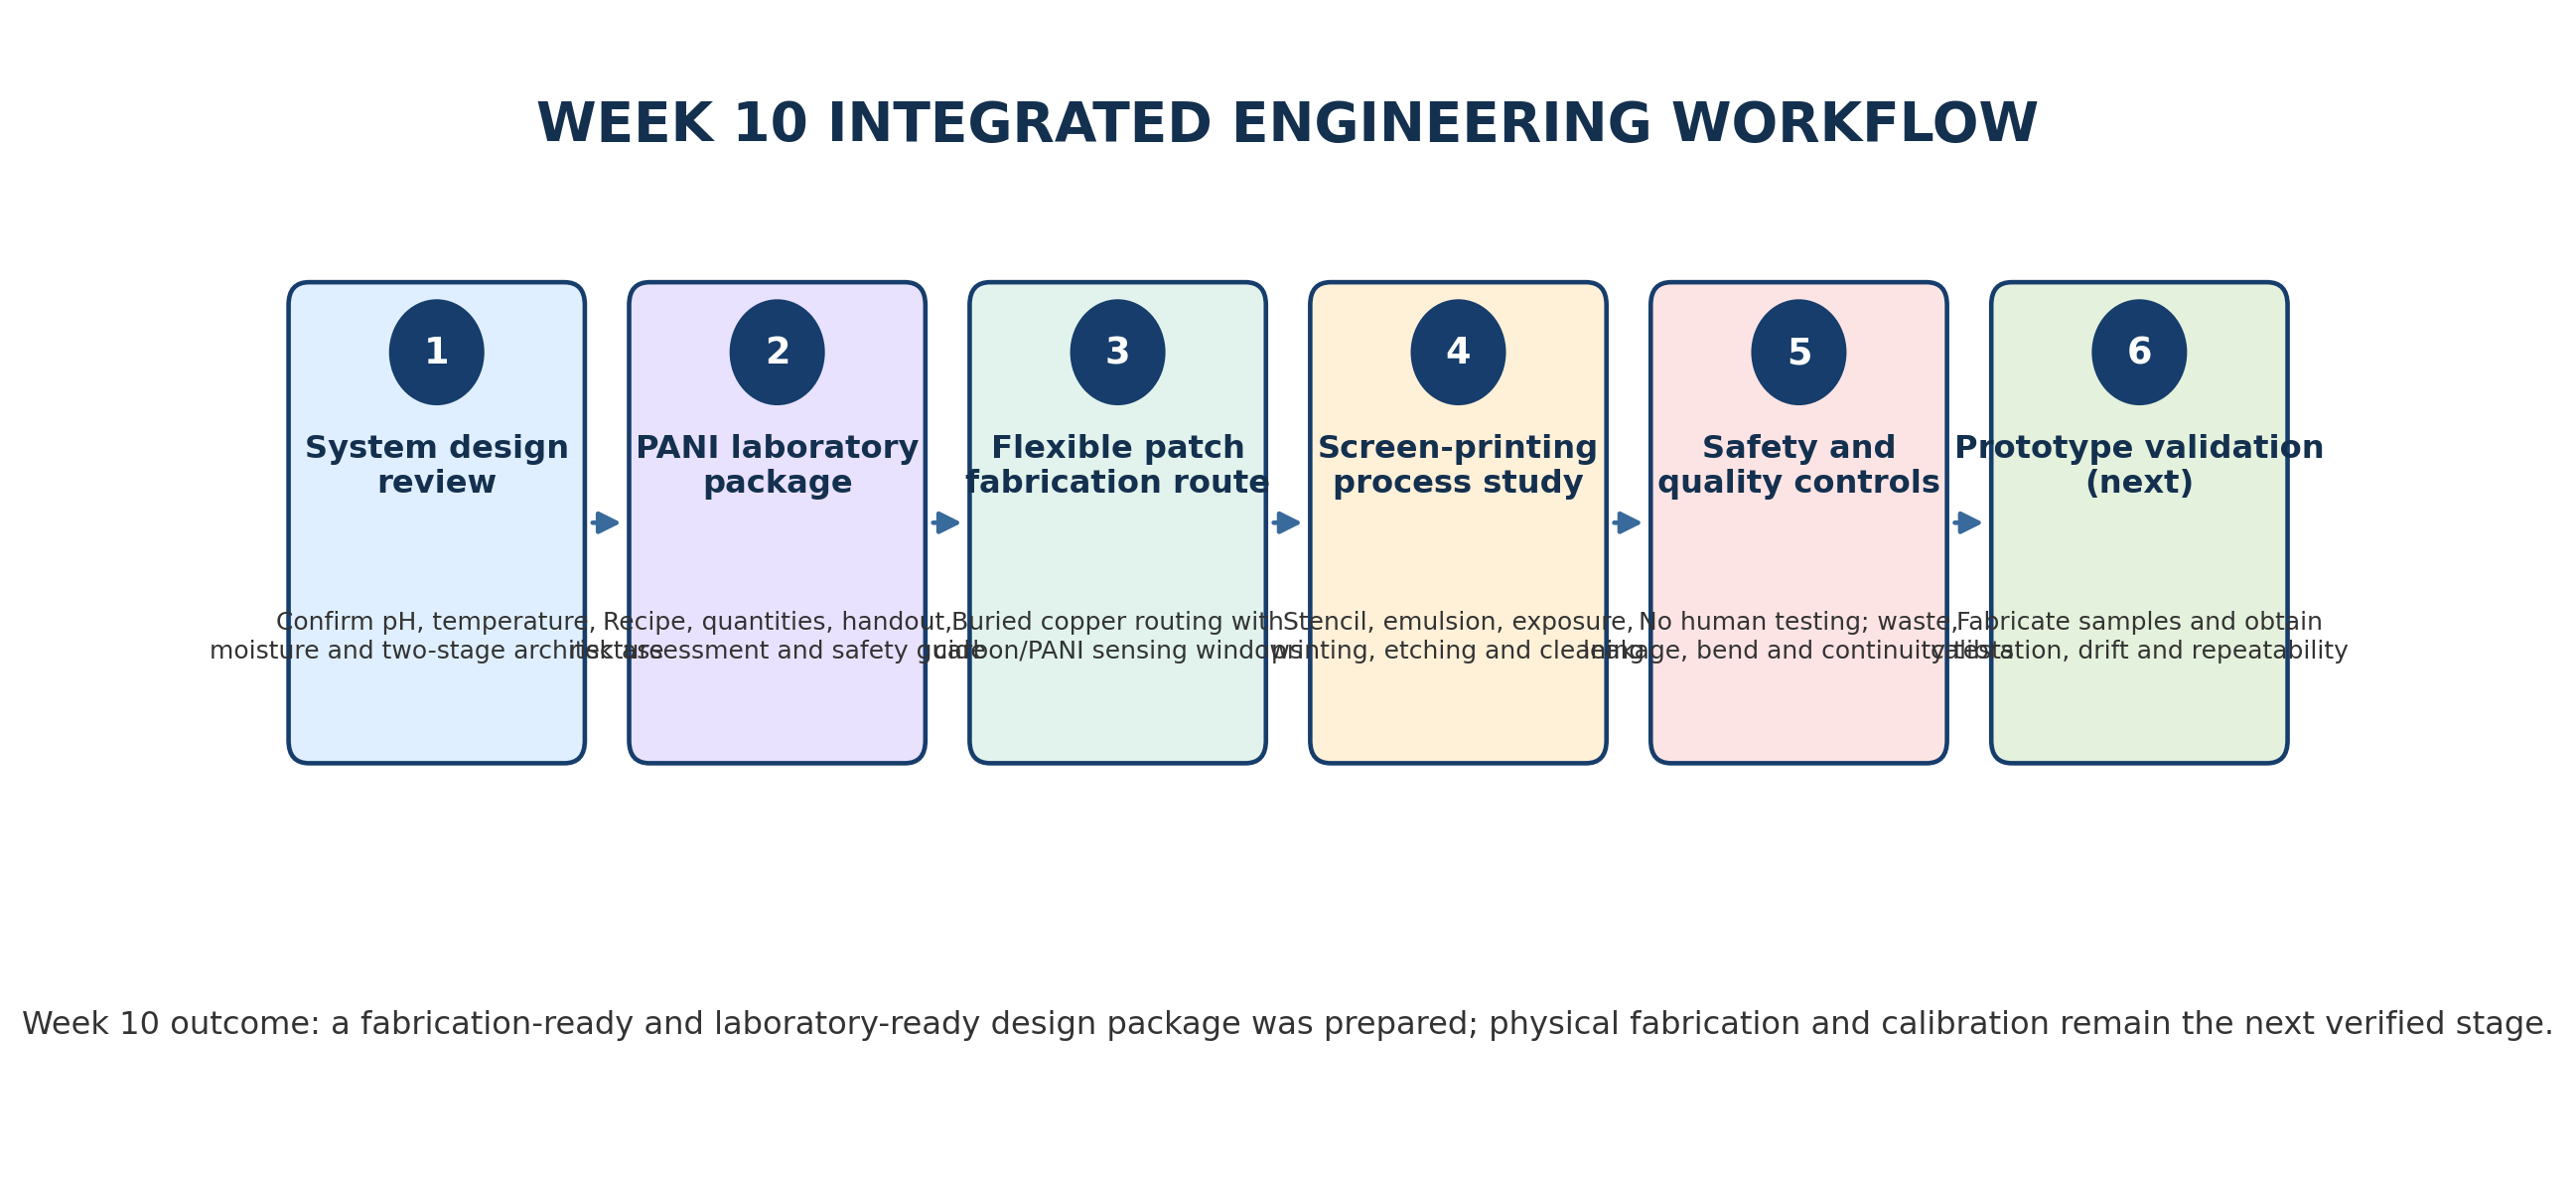 WEEK 10 INTEGRATED ENGINEERING WORKFLOW
1
System design
review
Confirm pH, temperature,
moisture and two-stage architecture
2
PANI laboratory
package
Recipe, quantities, handout,
risk assessment and safety guide
3
Flexible patch
fabrication route
Buried copper routing with
carbon/PANI sensing windows
4
Screen-printing
process study
Stencil, emulsion, exposure,
printing, etching and cleaning
5
Safety and
quality controls
No human testing; waste,
leakage, bend and continuity tests
6
Prototype validation
(next)
Fabricate samples and obtain
calibration, drift and repeatability
Week 10 outcome: a fabrication-ready and laboratory-ready design package was prepared; physical fabrication and calibration remain the next verified stage.